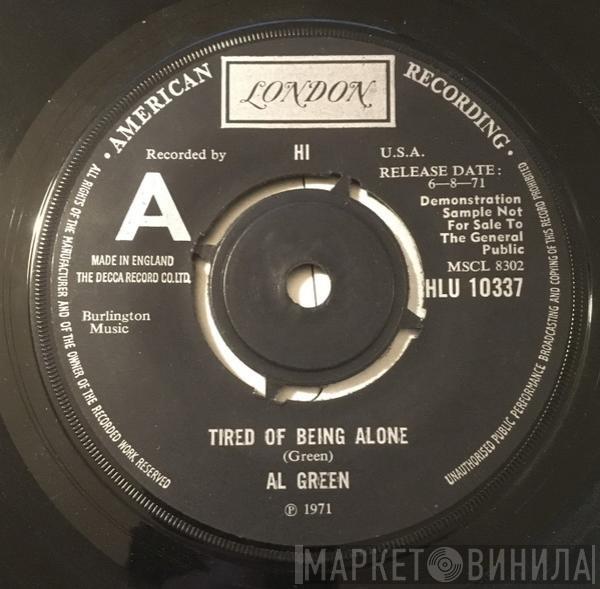 · AMERICAN RECORDING ·
LONDON
Recorded by HI U.S.A.
RELEASE DATE:
6—8—71
A
Demonstration
Sample Not
For Sale To
The General
Public
MSCL 8302
HLU 10337
MADE IN ENGLAND
THE DECCA RECORD CO.LTD.
Burlington
Music
TIRED OF BEING ALONE
(Green)
AL GREEN
℗ 1971
ALL RIGHTS OF THE MANUFACTURER AND OF THE OWNER OF THE RECORDED WORK RESERVED
UNAUTHORISED PUBLIC PERFORMANCE BROADCASTING AND COPYING OF THIS RECORD PROHIBITED
МАРКЕТ ВИНИЛА